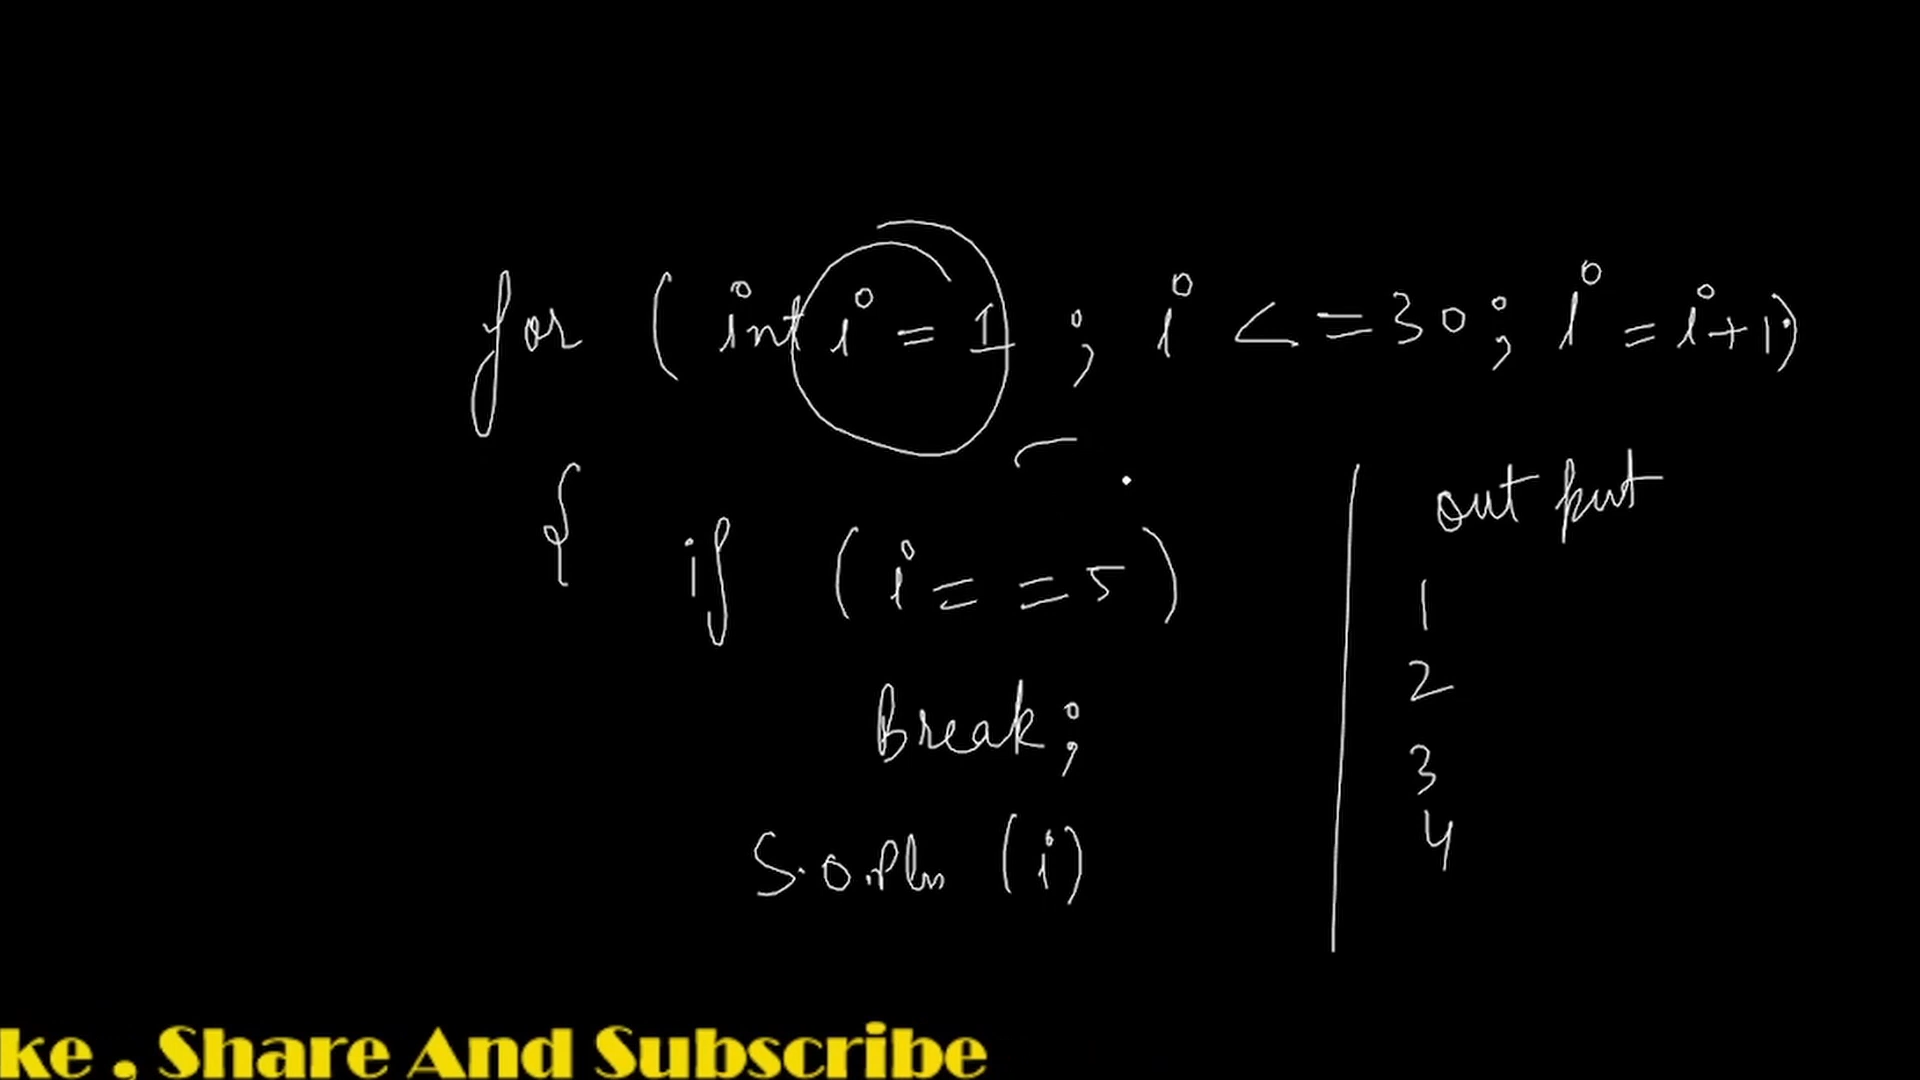 for ( int i = 1 ; i <= 30 ; i = i + 1 )
{ if ( i = = 5 )
Break ;
S.O.Pln ( i )
out put
1
2
3
4
ke , Share And Subscribe